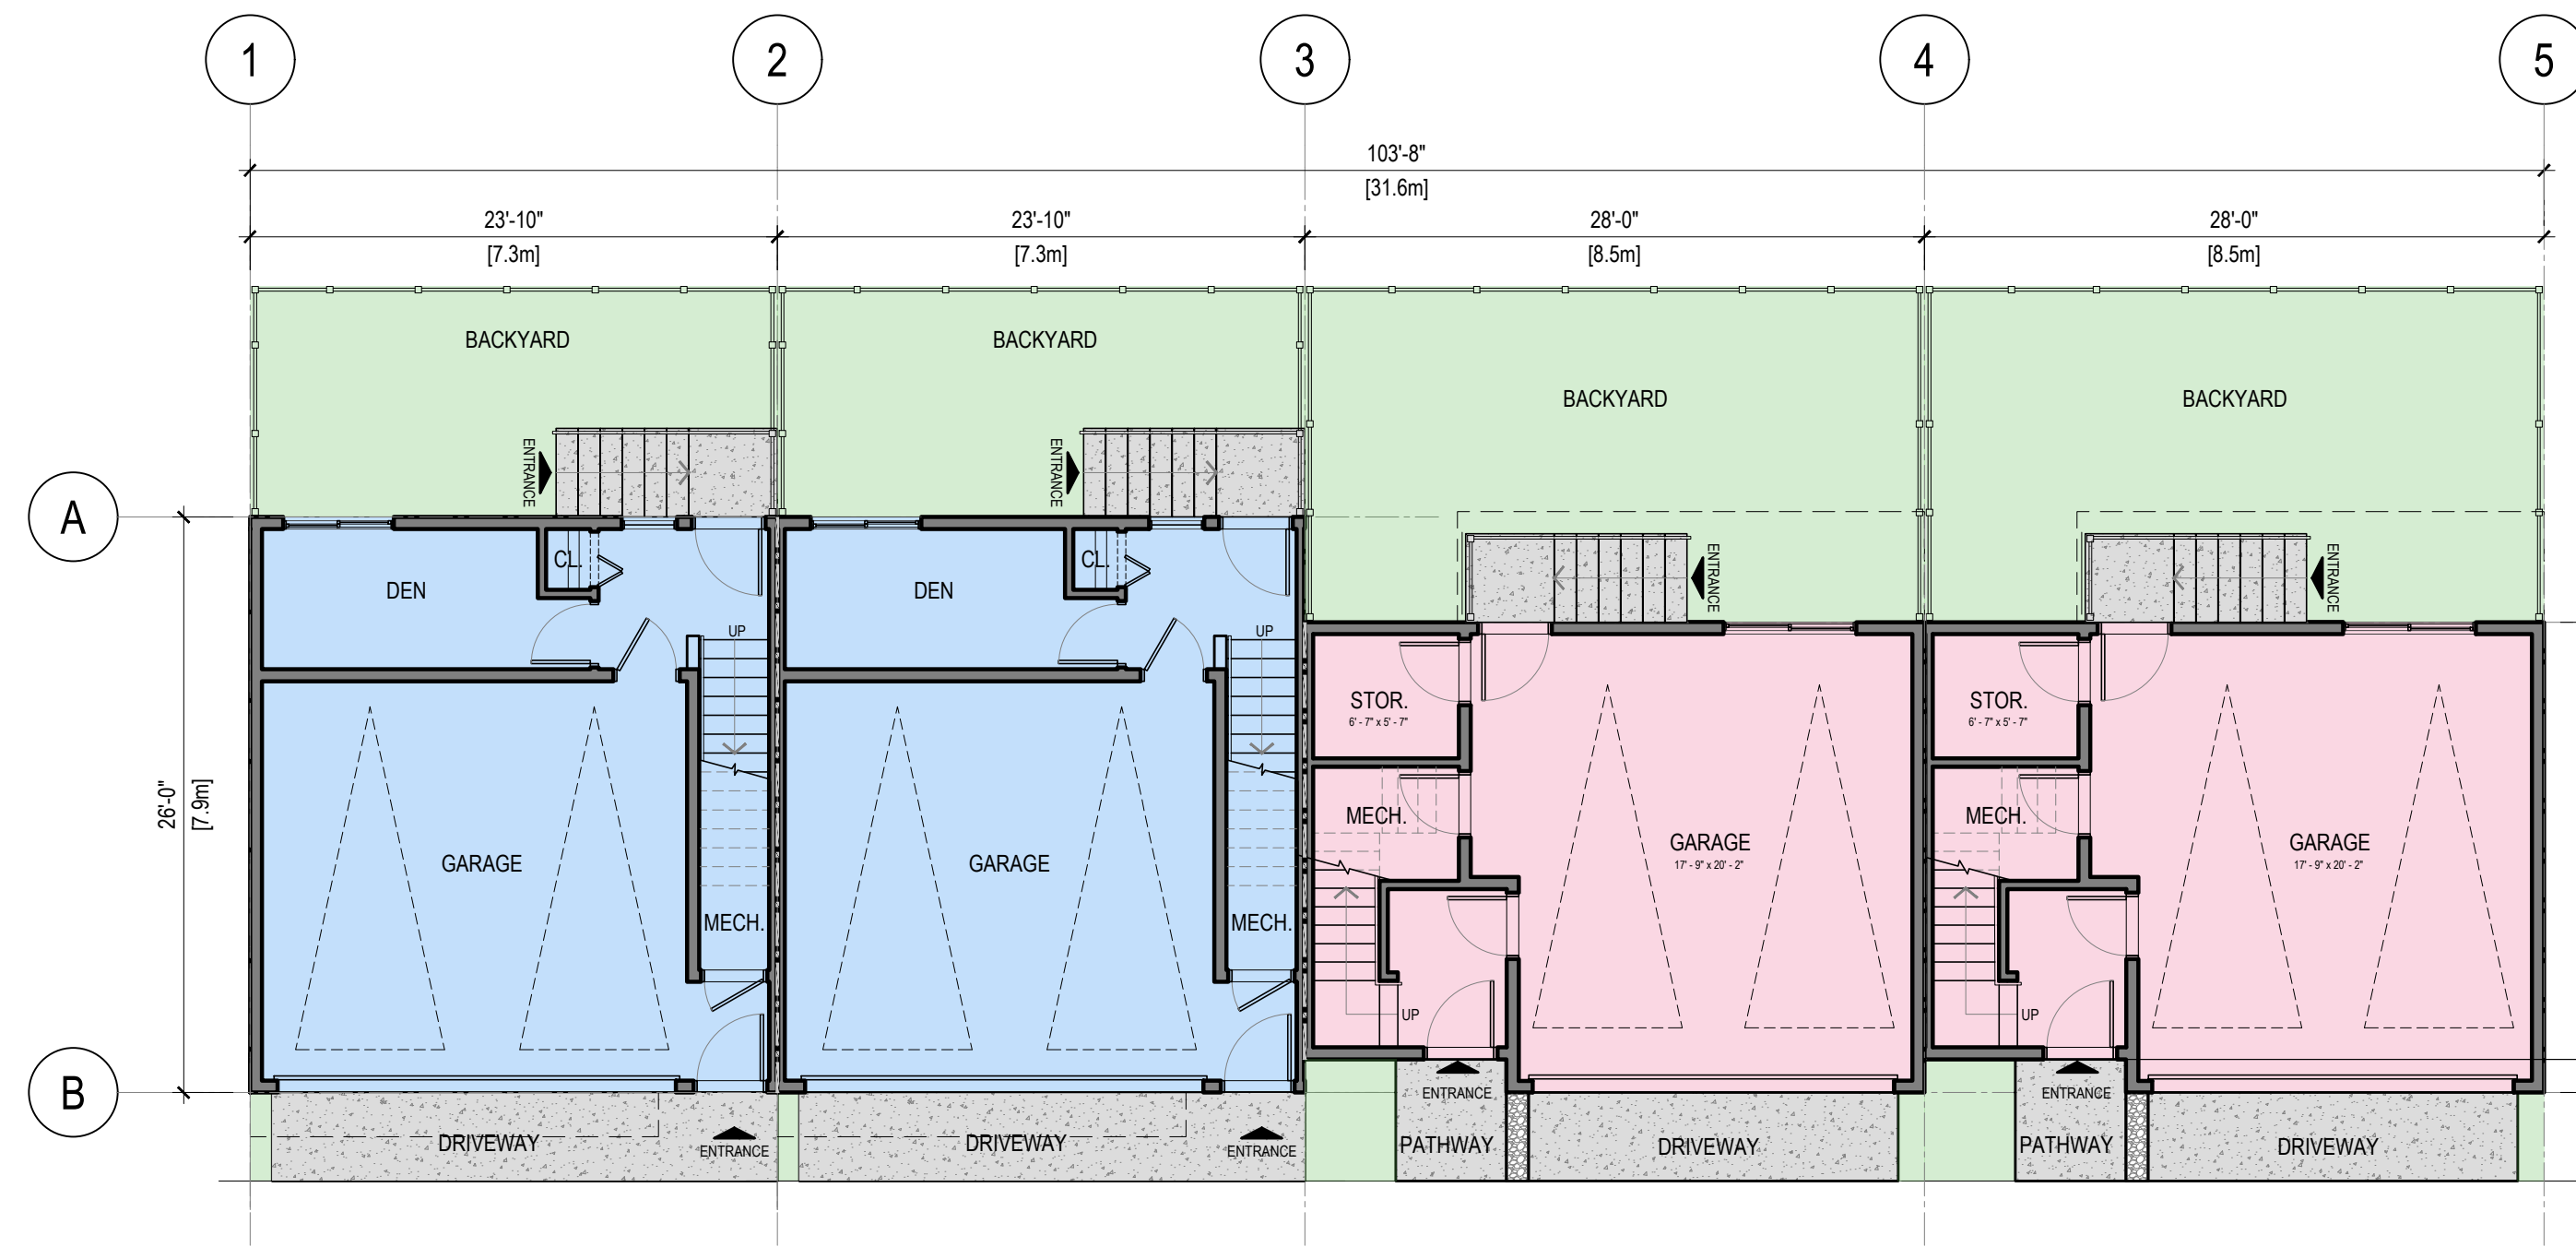 1
2
3
4
5
103'-8"
[31.6m]
23'-10"
23'-10"
28'-0"
28'-0"
[7.3m]
[7.3m]
[8.5m]
[8.5m]
BACKYARD
BACKYARD
BACKYARD
BACKYARD
ENTRANCE
ENTRANCE
ENTRANCE
ENTRANCE
A
CL.
CL.
DEN
DEN
UP
UP
STOR.
6' - 7" x 5' - 7"
STOR.
6' - 7" x 5' - 7"
26'-0"
[7.9m]
MECH.
MECH.
GARAGE
17' - 9" x 20' - 2"
GARAGE
17' - 9" x 20' - 2"
GARAGE
GARAGE
MECH.
MECH.
UP
UP
B
ENTRANCE
ENTRANCE
DRIVEWAY
ENTRANCE
DRIVEWAY
ENTRANCE
PATHWAY
DRIVEWAY
PATHWAY
DRIVEWAY